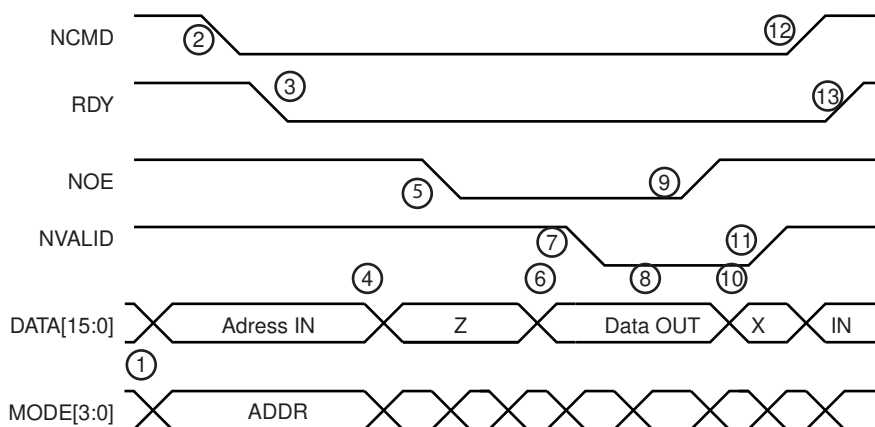 NCMD 2 12
RDY 3 13
NOE 5 9
NVALID 7 11
4 6 8 10
DATA[15:0] Adress IN Z Data OUT X IN
1
MODE[3:0] ADDR